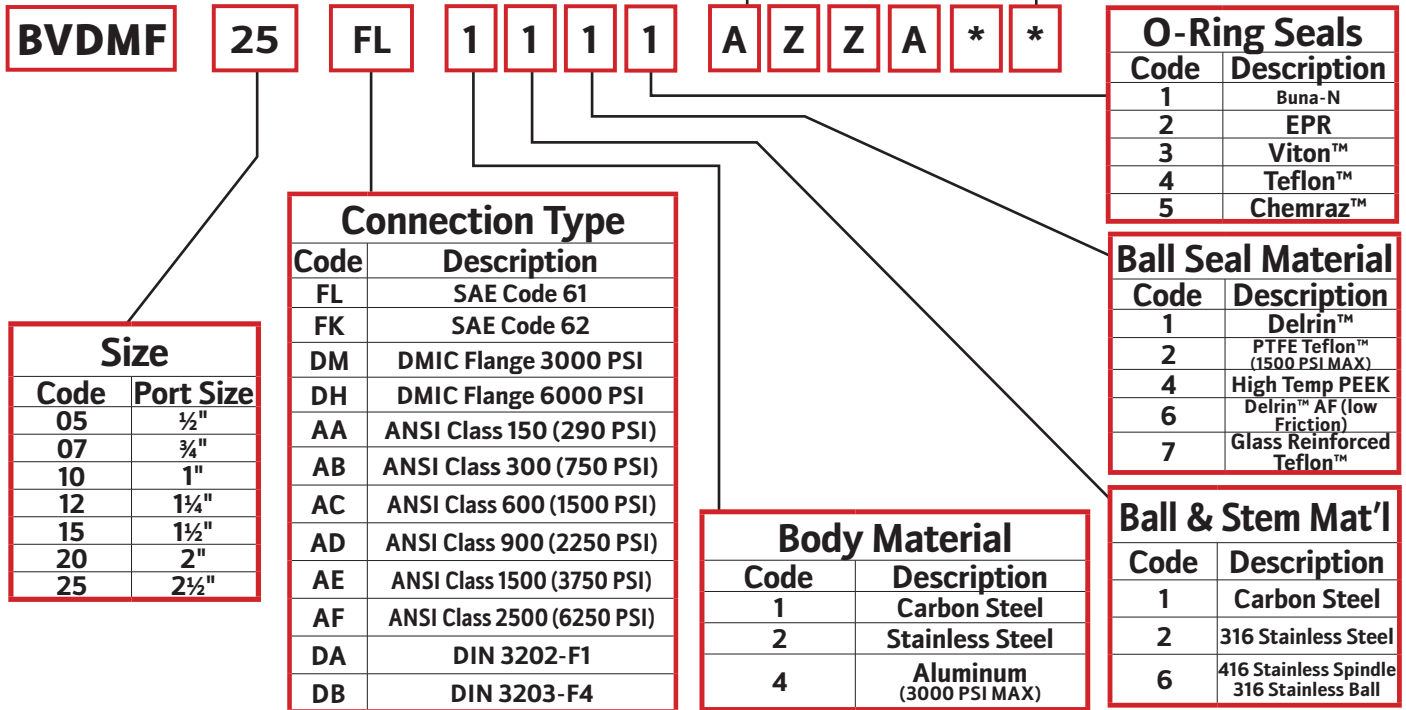 BVDMF 25 FL 1 1 1 1 A Z Z A * *
O-Ring Seals
Code Description
1 Buna-N
2 EPR
3 Viton™
4 Teflon™
5 Chemraz™
Connection Type
Code Description
FL SAE Code 61
FK SAE Code 62
DM DMIC Flange 3000 PSI
DH DMIC Flange 6000 PSI
AA ANSI Class 150 (290 PSI)
AB ANSI Class 300 (750 PSI)
AC ANSI Class 600 (1500 PSI)
AD ANSI Class 900 (2250 PSI)
AE ANSI Class 1500 (3750 PSI)
AF ANSI Class 2500 (6250 PSI)
DA DIN 3202-F1
DB DIN 3203-F4
Ball Seal Material
Code Description
1 Delrin™
2 PTFE Teflon™
(1500 PSI MAX)
4 High Temp PEEK
6 Delrin™ AF (low
Friction)
7 Glass Reinforced
Teflon™
Size
Code Port Size
05 ½"
07 ¾"
10 1"
12 1¼"
15 1½"
20 2"
25 2½"
Body Material
Code Description
1 Carbon Steel
2 Stainless Steel
4 Aluminum
(3000 PSI MAX)
Ball & Stem Mat'l
Code Description
1 Carbon Steel
2 316 Stainless Steel
6 416 Stainless Spindle
316 Stainless Ball